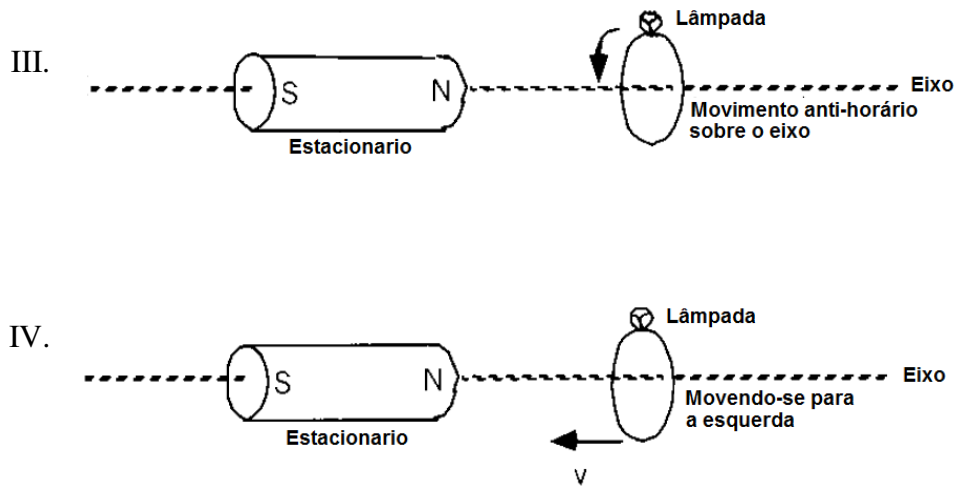 III.
Lâmpada
S
N
Eixo
Movimento anti-horário
sobre o eixo
Estacionario
IV.
Lâmpada
S
N
Eixo
Movendo-se para
a esquerda
Estacionario
v